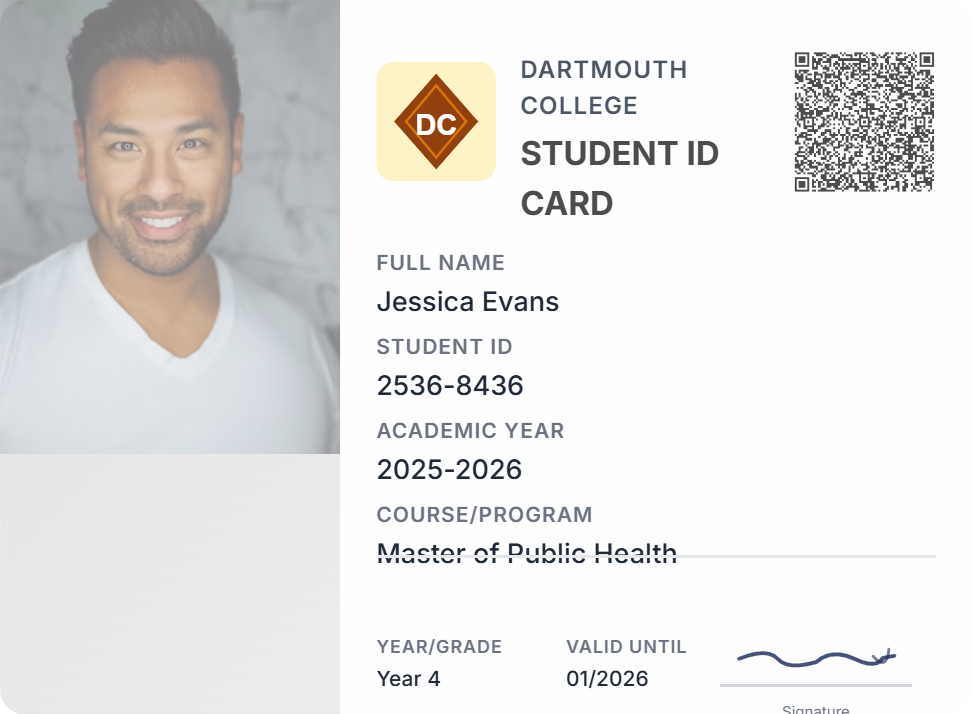 DC
DARTMOUTH
COLLEGE
STUDENT ID
CARD
FULL NAME
Jessica Evans
STUDENT ID
2536-8436
ACADEMIC YEAR
2025-2026
COURSE/PROGRAM
Master of Public Health
YEAR/GRADE
Year 4
VALID UNTIL
01/2026
Signature